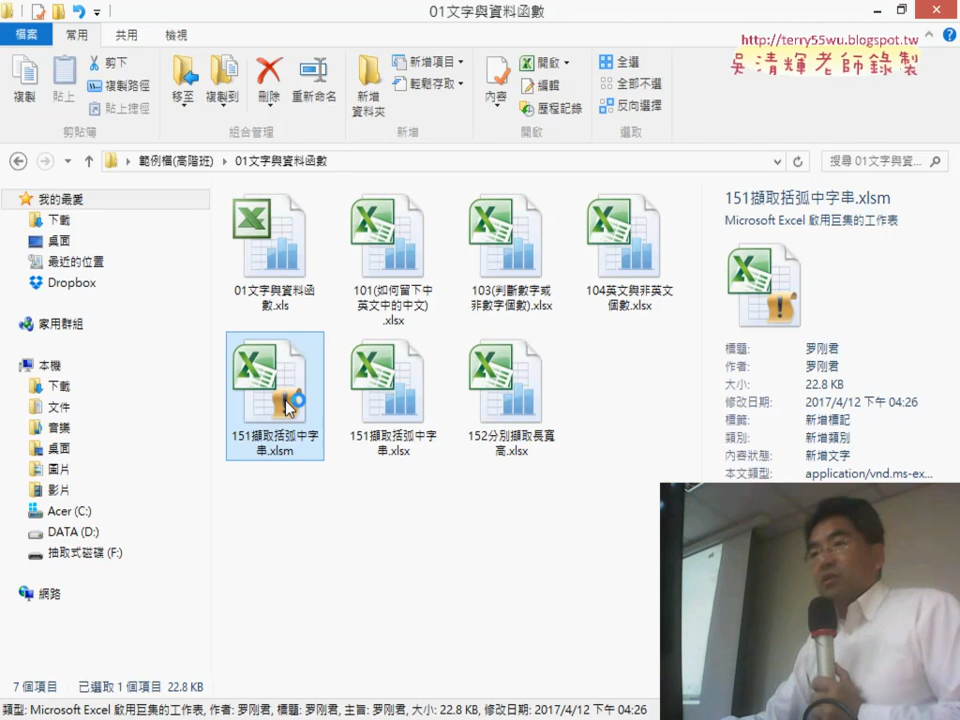 01文字與資料函數
檔案
常用
共用
檢視
http://terry55wu.blogspot.tw
吳清輝老師錄製
複製
貼上
剪下
複製路徑
貼上捷徑
剪貼簿
移至
複製到
刪除
重新命名
組合管理
新增
資料夾
新增項目
輕鬆存取
新增
內容
開啟
編輯
歷程記錄
開啟
全選
全部不選
反向選擇
選取
範例檔(高階班)
01文字與資料函數
搜尋 01文字與資...
我的最愛
下載
桌面
最近的位置
Dropbox
家用群組
本機
下載
文件
音樂
桌面
圖片
影片
Acer (C:)
DATA (D:)
抽取式磁碟 (F:)
網路
01文字與資料函
數.xls
101(如何留下中
英文中的中文)
.xlsx
103(判斷數字或
非數字個數).xlsx
104英文與非英文
個數.xlsx
151擷取括弧中字
串.xlsm
151擷取括弧中字
串.xlsx
152分別擷取長寬
高.xlsx
151擷取括弧中字串.xlsm
Microsoft Excel 啟用巨集的工作表
標題: 罗刚君
作者: 罗刚君
大小: 22.8 KB
修改日期: 2017/4/12 下午 04:26
標籤: 新增標記
類別: 新增類別
內容狀態: 新增文字
本文類型: application/vnd.ms-ex...
7 個項目
已選取 1 個項目 22.8 KB
類型: Microsoft Excel 啟用巨集的工作表, 作者: 罗刚君, 標題: 罗刚君, 主旨: 罗刚君, 大小: 22.8 KB, 修改日期: 2017/4/12 下午 04:26